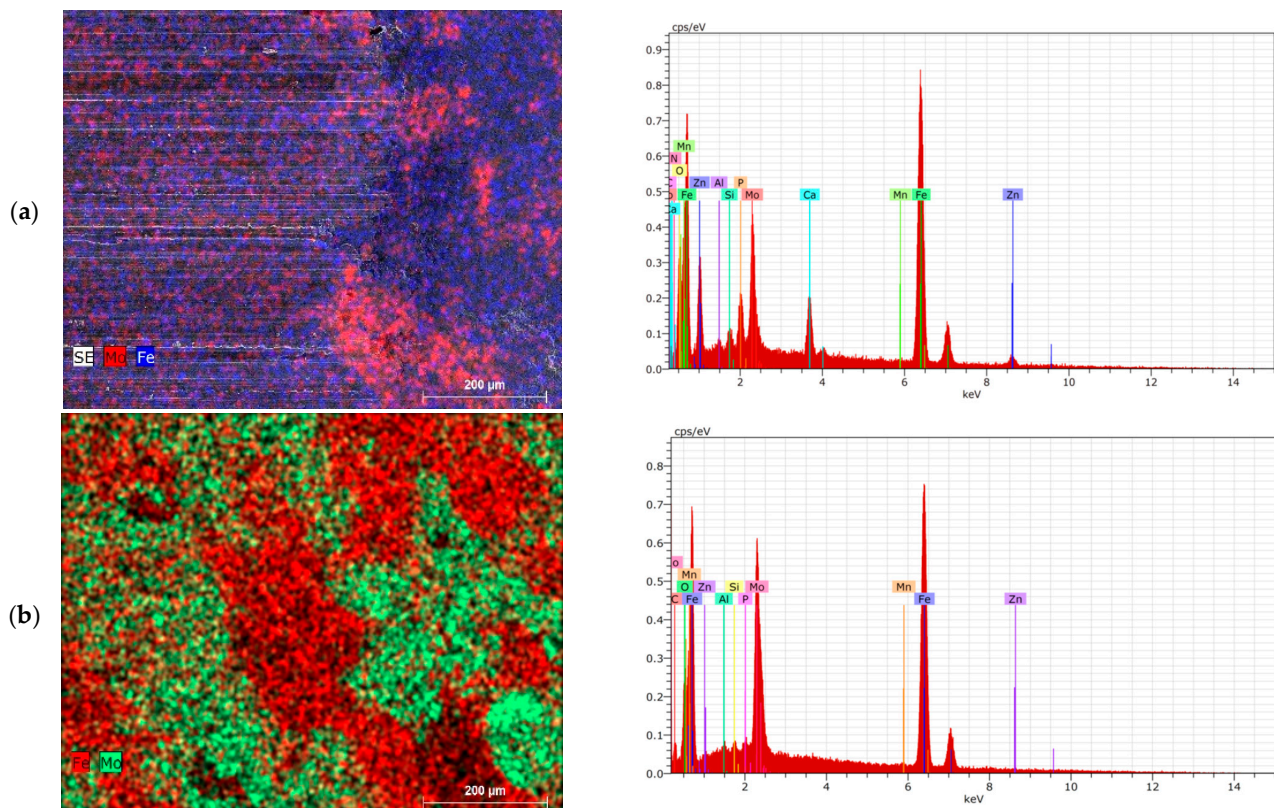 (a)
SE Mo Fe
200 µm
cps/eV
0.9
0.8
0.7
0.6
0.5
0.4
0.3
0.2
0.1
0.0
Mn
N
O
Zn Al P
Fe Si Mo Ca Mn Fe Zn
2 4 6 8 10 12 14
keV
(b)
Fe Mo
200 µm
cps/eV
0.8
0.7
0.6
0.5
0.4
0.3
0.2
0.1
0.0
Mn
O Zn Si Mo Mn Zn
C Fe Al P Fe
2 4 6 8 10 12 14
keV